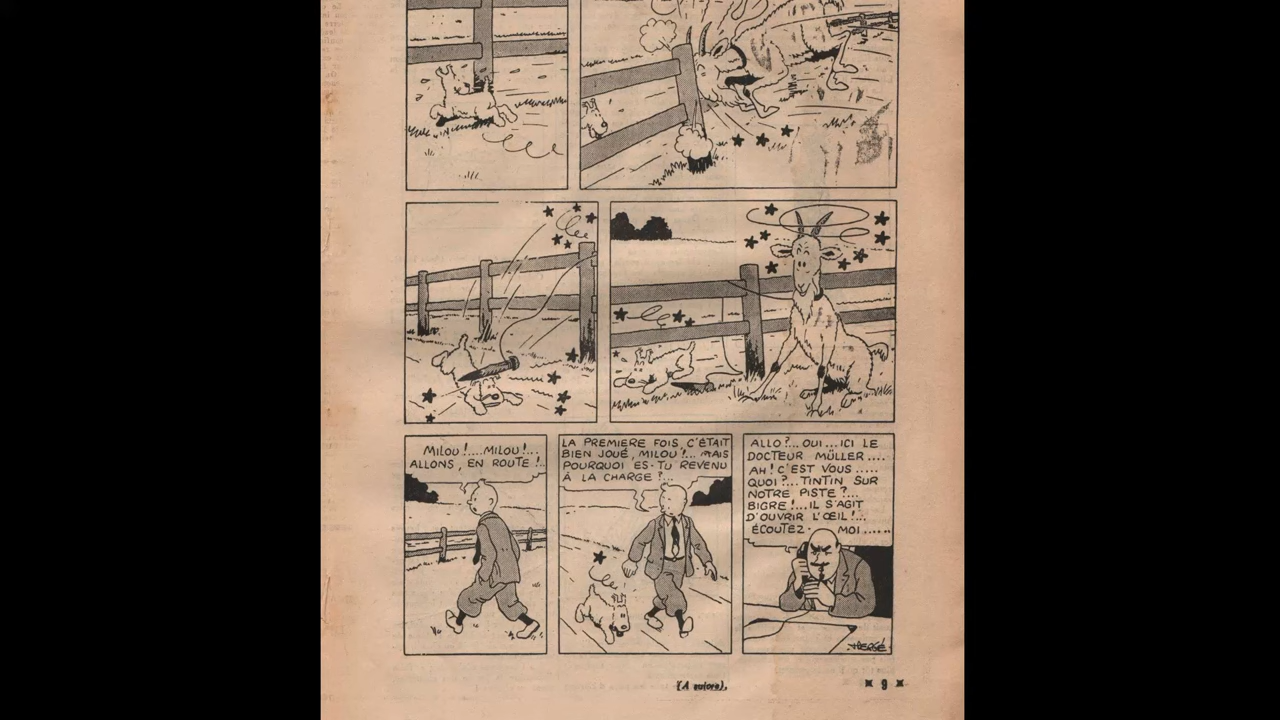 MILOU !....MILOU !...
ALLONS, EN ROUTE !..
LA PREMIERE FOIS, C'ÉTAIT
BIEN JOUÉ, MILOU !... MAIS
POURQUOI ES-TU REVENU
À LA CHARGE ?...
ALLO ?... OUI ... ICI LE
DOCTEUR MÜLLER ....
AH ! C'EST VOUS .....
QUOI ?... TINTIN SUR
NOTRE PISTE ?...
BIGRE !...IL S'AGIT
D'OUVRIR L'ŒIL !...
ÉCOUTEZ- MOI ......
HERGÉ
(A suivre).
9